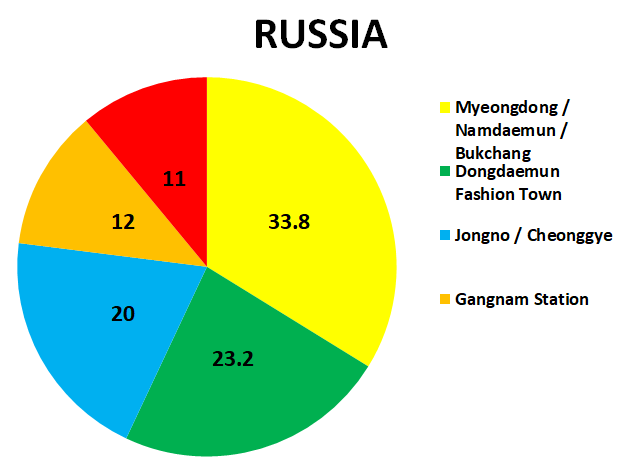 RUSSIA
11
33.8
12
20
23.2
Myeongdong /
Namdaemun /
Bukchang
Dongdaemun
Fashion Town
Jongno / Cheonggye
Gangnam Station